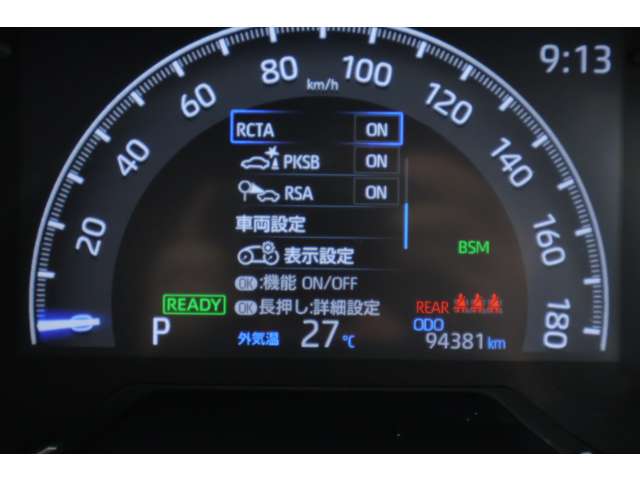 9:13
80
100
km/h
60
120
40
140
20
160
180
RCTA ON
PKSB ON
RSA ON
車両設定
表示設定
OK:機能 ON/OFF
OK長押し:詳細設定
BSM
READY
REAR
P
外気温 27℃
ODO
94381 km